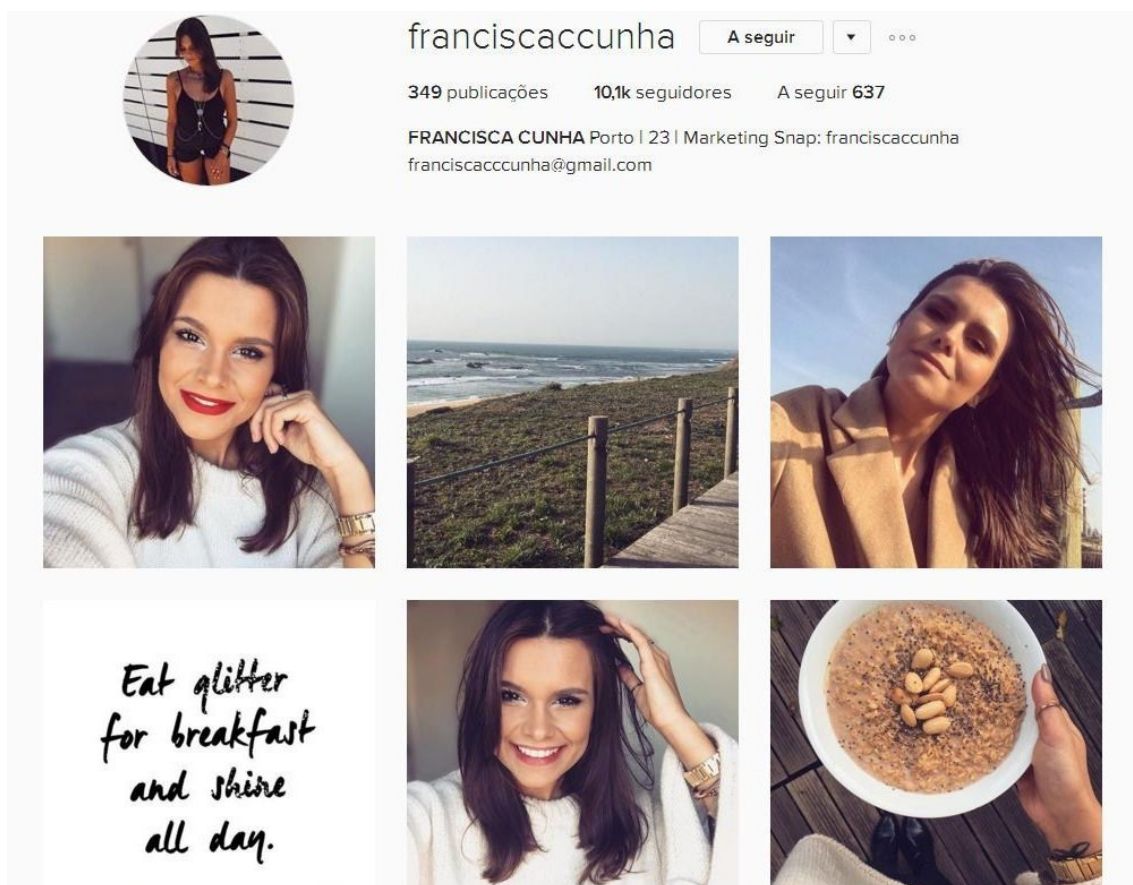 franciscaccunha A seguir ▼ ○○○
349 publicações 10,1k seguidores A seguir 637
FRANCISCA CUNHA Porto | 23 | Marketing Snap: franciscaccunha
franciscacccunha@gmail.com
Eat glitter
for breakfast
and shine
all day.